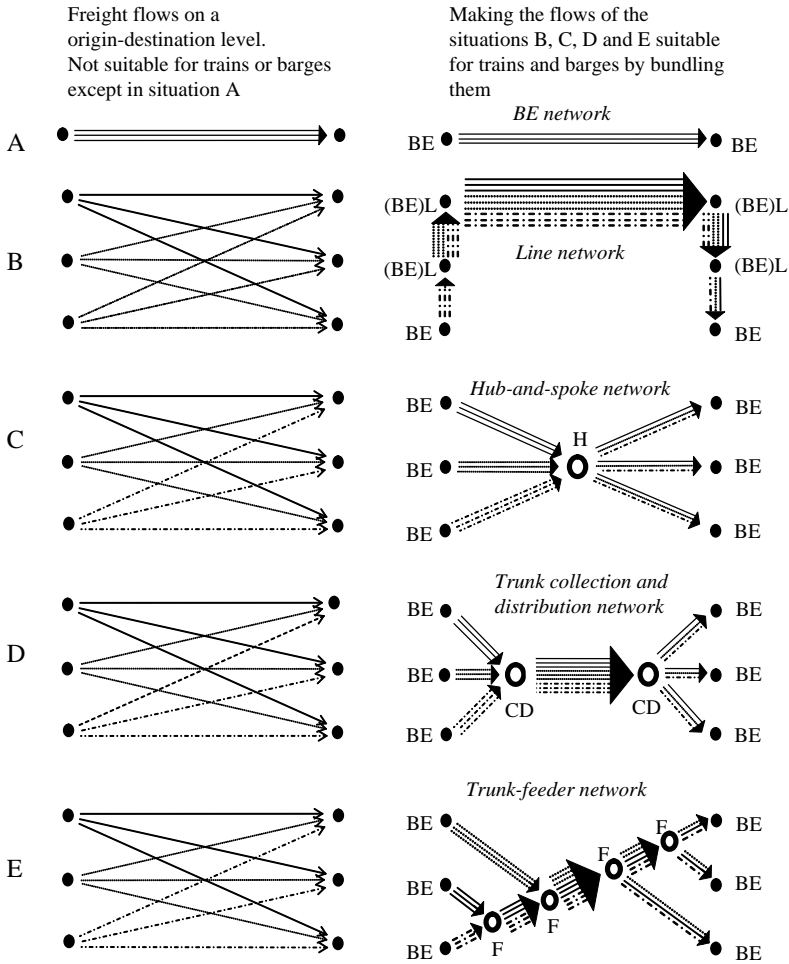 Freight flows on a
origin-destination level.
Not suitable for trains or barges
except in situation A
Making the flows of the
situations B, C, D and E suitable
for trains and barges by bundling
them
BE network
A
BE
BE
(BE)L
(BE)L
B
Line network
(BE)L
(BE)L
BE
BE
Hub-and-spoke network
BE
BE
C
H
BE
BE
BE
BE
Trunk collection and
distribution network
BE
BE
D
BE
BE
CD
CD
BE
BE
Trunk-feeder network
BE
F
BE
E
F
BE
BE
F
F
BE
BE